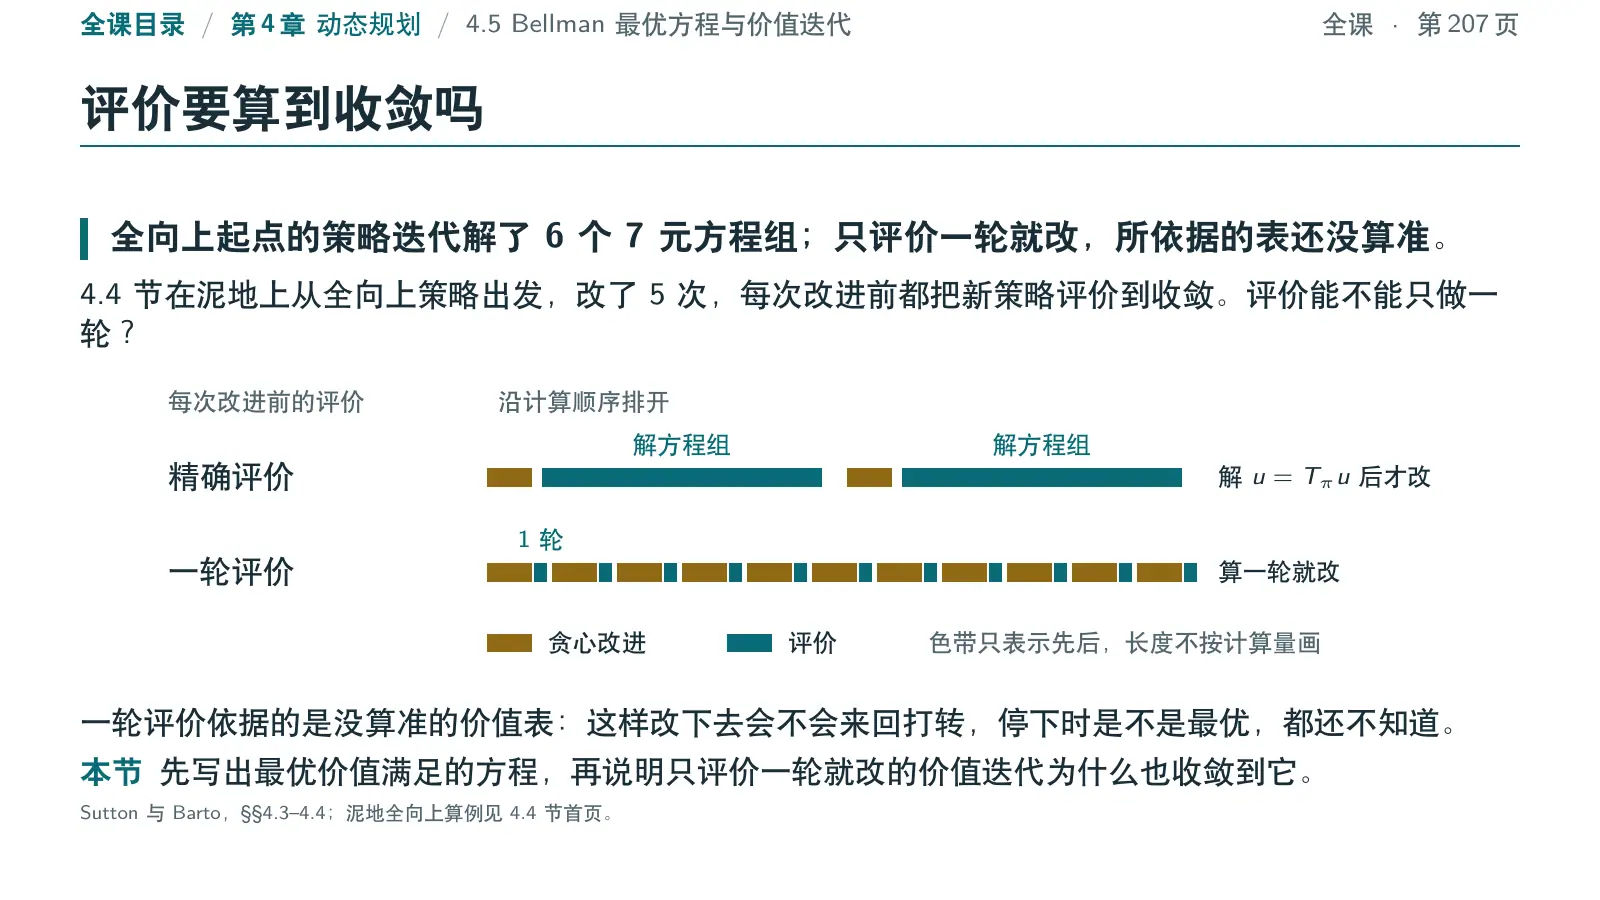 全课目录 / 第 4 章 动态规划 / 4.5 Bellman 最优方程与价值迭代
全课 · 第 207 页
评价要算到收敛吗
全向上起点的策略迭代解了 6 个 7 元方程组；只评价一轮就改，所依据的表还没算准。
4.4 节在泥地上从全向上策略出发，改了 5 次，每次改进前都把新策略评价到收敛。评价能不能只做一
轮？
每次改进前的评价
沿计算顺序排开
解方程组 解方程组
精确评价
解 u = Tπ u 后才改
1 轮
一轮评价
算一轮就改
贪心改进 评价 色带只表示先后，长度不按计算量画
一轮评价依据的是没算准的价值表：这样改下去会不会来回打转，停下时是不是最优，都还不知道。
本节 先写出最优价值满足的方程，再说明只评价一轮就改的价值迭代为什么也收敛到它。
Sutton 与 Barto，§§4.3–4.4；泥地全向上算例见 4.4 节首页。